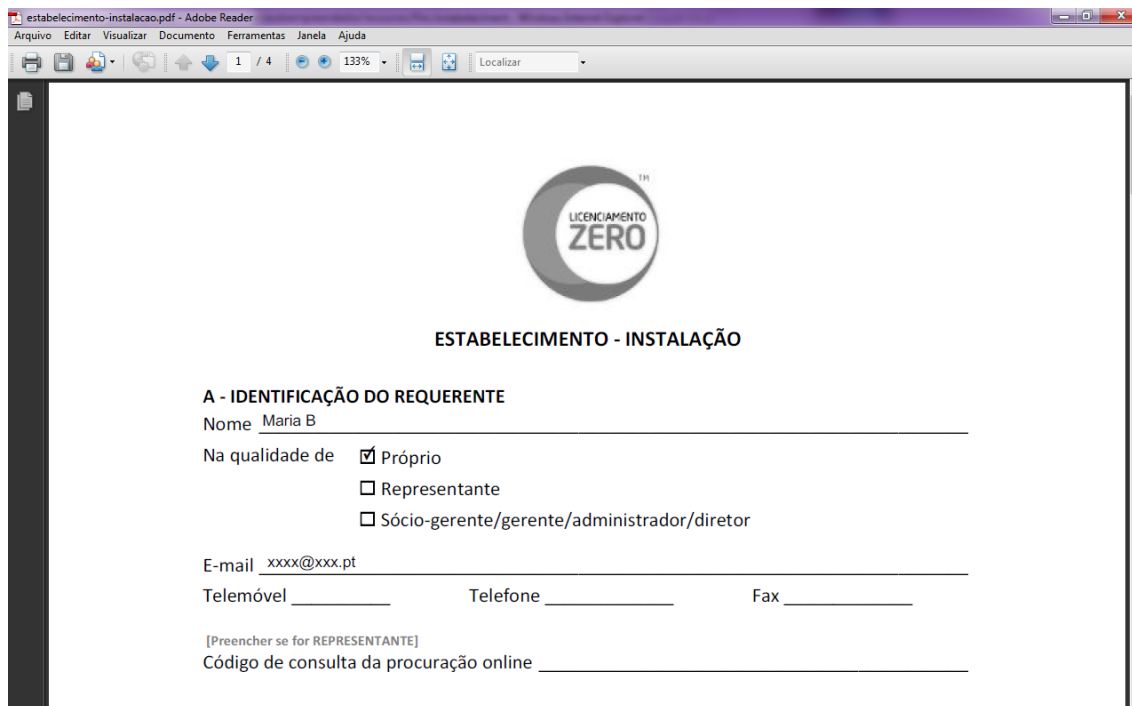 estabelecimento-instalacao.pdf - Adobe Reader
Arquivo Editar Visualizar Documento Ferramentas Janela Ajuda
1 / 4 133% Localizar
TM
LICENCIAMENTO
ZERO
ESTABELECIMENTO - INSTALAÇÃO
A - IDENTIFICAÇÃO DO REQUERENTE
Nome Maria B
Na qualidade de Próprio
Representante
Sócio-gerente/gerente/administrador/diretor
E-mail xxxx@xxx.pt
Telemóvel Telefone Fax
[Preencher se for REPRESENTANTE]
Código de consulta da procuração online